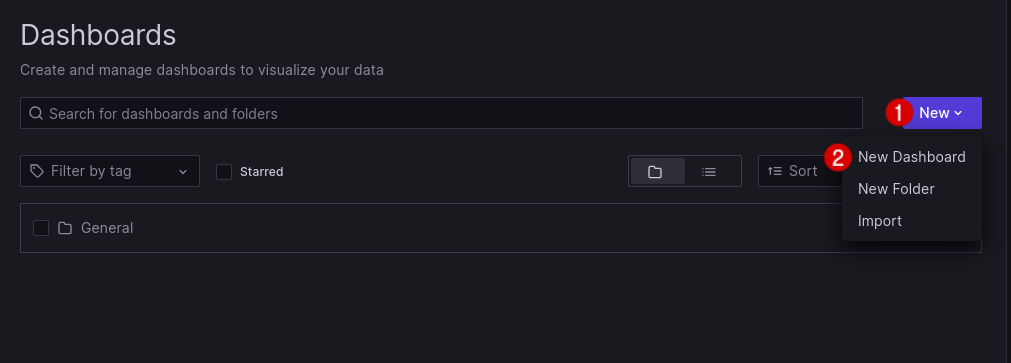 Dashboards
Create and manage dashboards to visualize your data
Search for dashboards and folders
1 New
Filter by tag
Starred
Sort
2 New Dashboard
New Folder
Import
General